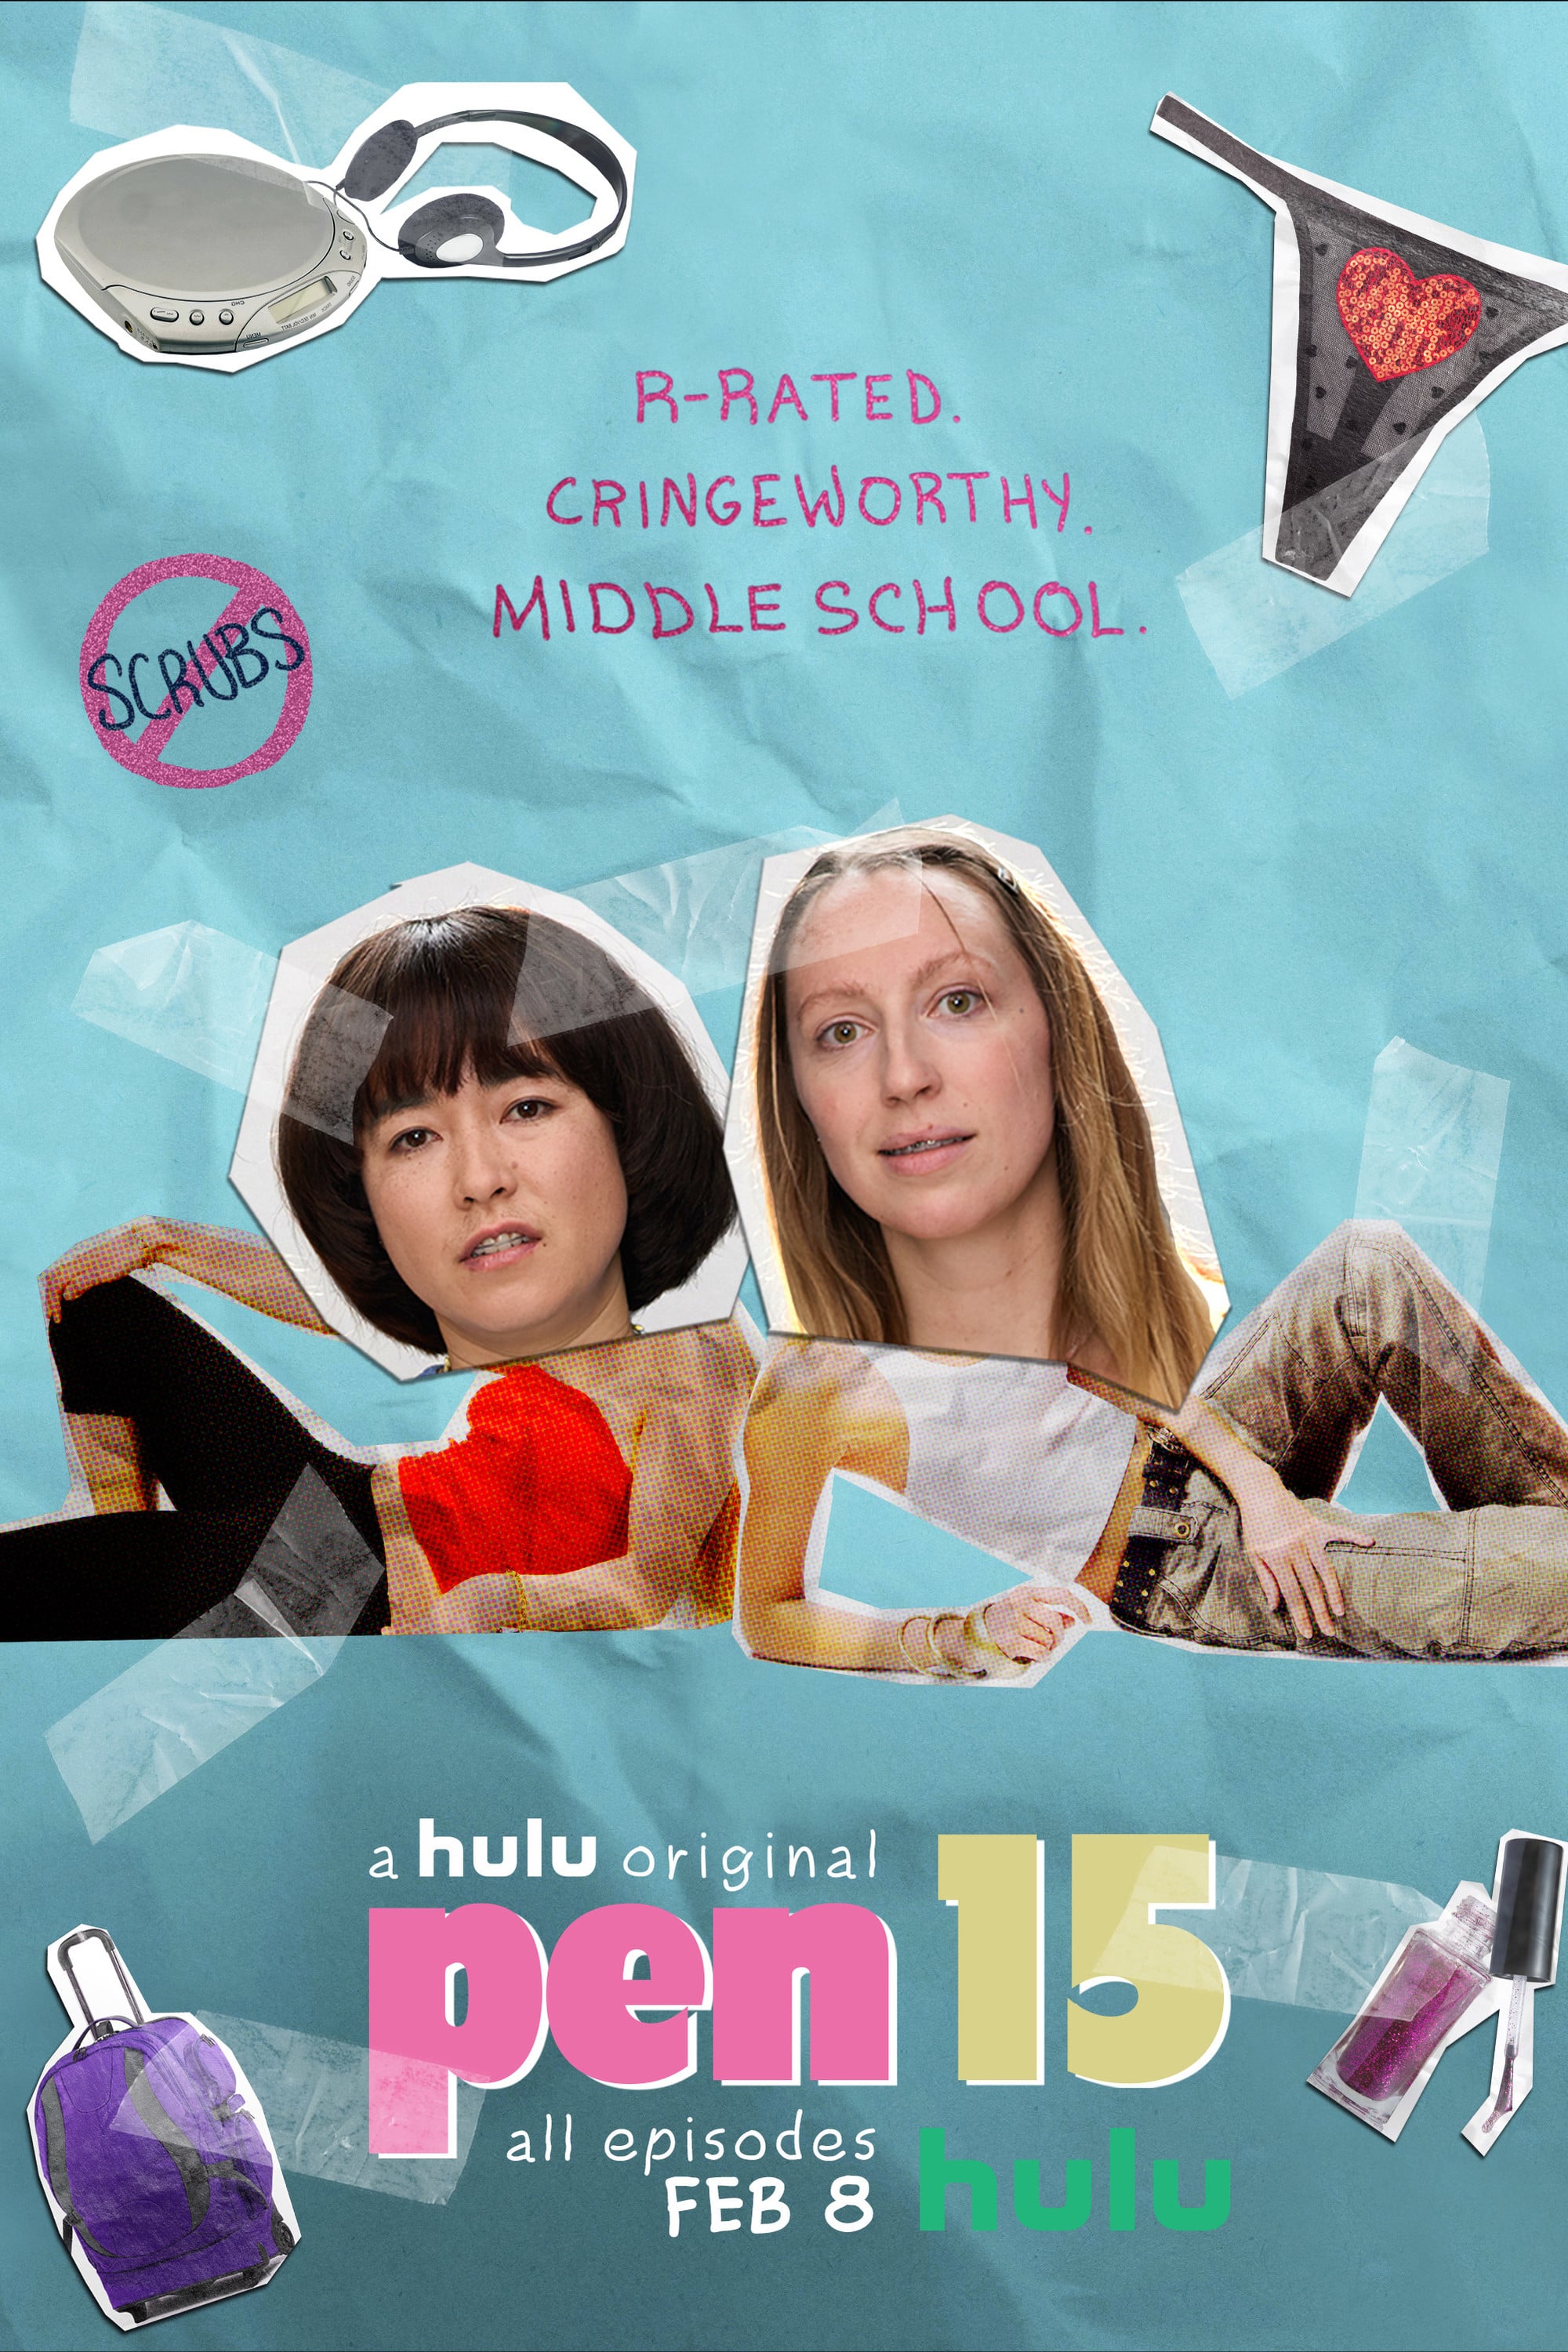 R-RATED.
CRINGEWORTHY.
MIDDLE SCHOOL.
SCRUBS
a hulu original
pen 15
all episodes
FEB 8
hulu